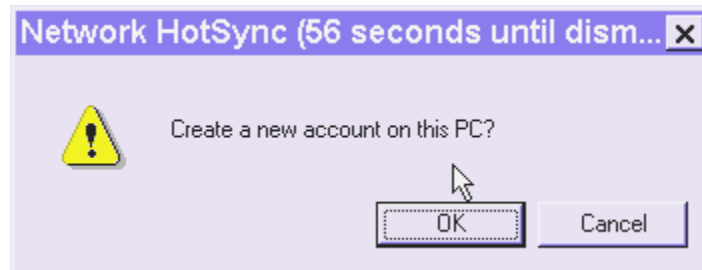 Network HotSync (56 seconds until dism...
Create a new account on this PC?
OK Cancel